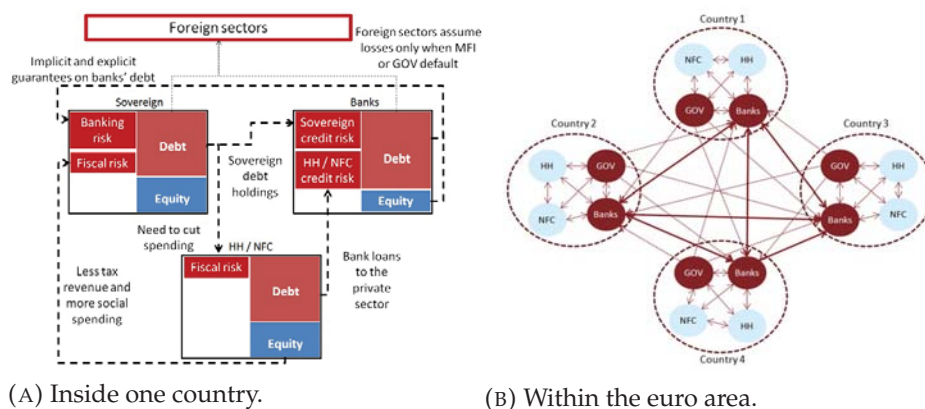 Foreign sectors
Foreign sectors assume
losses only when MFI
or GOV default
Implicit and explicit
guarantees on banks' debt
Sovereign
Banks
Banking
risk
Fiscal risk
Debt
Equity
Sovereign
credit risk
HH / NFC
credit risk
Debt
Equity
Sovereign
debt
holdings
Need to cut
spending
HH / NFC
Fiscal risk
Debt
Equity
Less tax
revenue and
more social
spending
Bank loans
to the
private
sector
(A) Inside one country.
Country 1
NFC
HH
GOV
Banks
Country 2
HH
GOV
NFC
Banks
Country 3
GOV
HH
Banks
NFC
GOV
Banks
NFC
HH
Country 4
(B) Within the euro area.